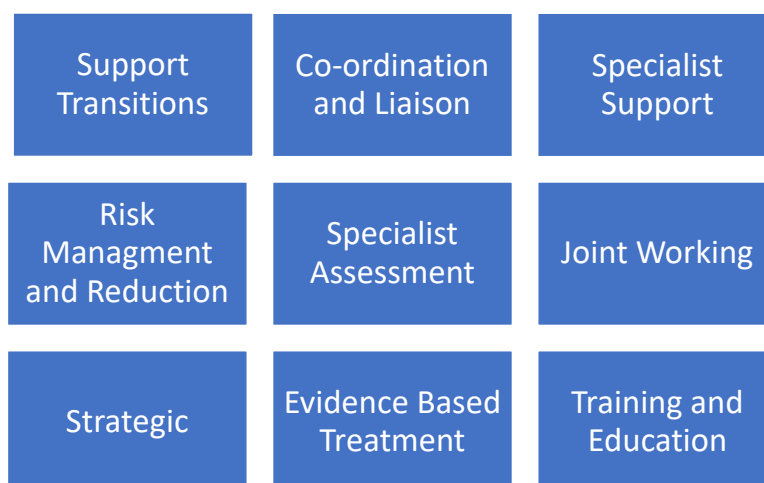 Support
Transitions
Co-ordination
and Liaison
Specialist
Support
Risk
Managment
and Reduction
Specialist
Assessment
Joint Working
Strategic
Evidence Based
Treatment
Training and
Education